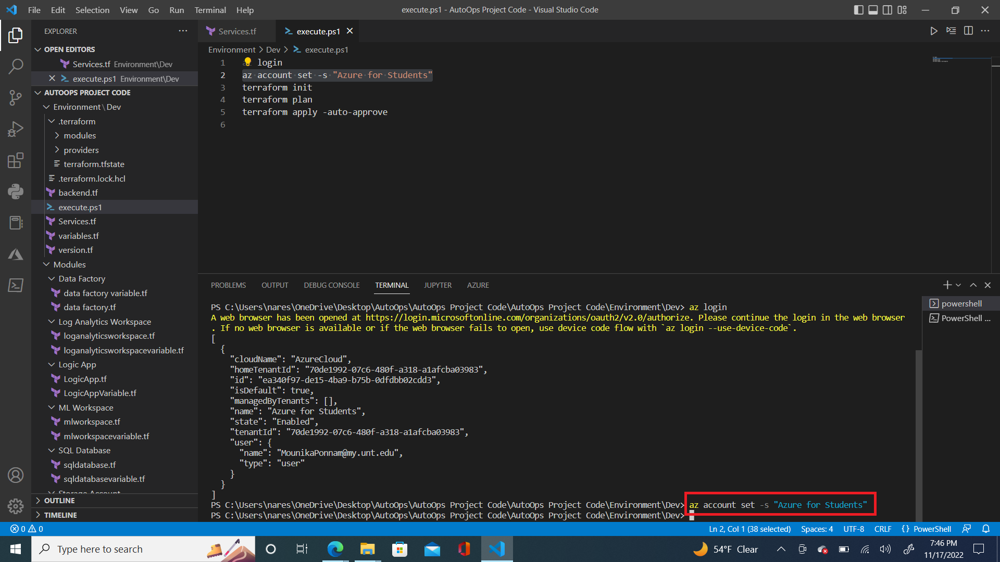 File Edit Selection View Go Run Terminal Help
execute.ps1 - AutoOps Project Code - Visual Studio Code
EXPLORER
OPEN EDITORS
Services.tf Environment\Dev
execute.ps1 Environment\Dev
AUTOOPS PROJECT CODE
Environment \ Dev
.terraform
modules
providers
terraform.tfstate
.terraform.lock.hcl
backend.tf
execute.ps1
Services.tf
variables.tf
version.tf
Modules
Data Factory
data factory variable.tf
data factory.tf
Log Analytics Workspace
loganalyticsworkspace.tf
loganalyticsworkspacevariable.tf
Logic App
LogicApp.tf
LogicAppVariable.tf
ML Workspace
mlworkspace.tf
mlworkspacevariable.tf
SQL Database
sqldatabase.tf
sqldatabasevariable.tf
Storage Account
OUTLINE
TIMELINE
Services.tf
execute.ps1
Environment > Dev > execute.ps1
1 login
2 az account set -s "Azure for Students"
3 terraform init
4 terraform plan
5 terraform apply -auto-approve
6
PROBLEMS OUTPUT DEBUG CONSOLE TERMINAL JUPYTER AZURE
PS C:\Users\nares\OneDrive\Desktop\AutoOps\AutoOps Project Code\AutoOps Project Code\Environment\Dev> az login
A web browser has been opened at https://login.microsoftonline.com/organizations/oauth2/v2.0/authorize. Please continue the login in the web browser
. If no web browser is available or if the web browser fails to open, use device code flow with `az login --use-device-code`.
[
{
"cloudName": "AzureCloud",
"homeTenantId": "70de1992-07c6-480f-a318-a1afcba03983",
"id": "ea340f97-de15-4ba9-b75b-0dfdbb02cdd3",
"isDefault": true,
"managedByTenants": [],
"name": "Azure for Students",
"state": "Enabled",
"tenantId": "70de1992-07c6-480f-a318-a1afcba03983",
"user": {
"name": "MounikaPonnam@my.unt.edu",
"type": "user"
}
}
]
PS C:\Users\nares\OneDrive\Desktop\AutoOps\AutoOps Project Code\AutoOps Project Code\Environment\Dev> az account set -s "Azure for Students"
PS C:\Users\nares\OneDrive\Desktop\AutoOps\AutoOps Project Code\AutoOps Project Code\Environment\Dev>
powershell
PowerShell ...
0 0
Ln 2, Col 1 (38 selected) Spaces: 4 UTF-8 CRLF {} PowerShell
Type here to search
54°F Clear
7:46 PM
11/17/2022